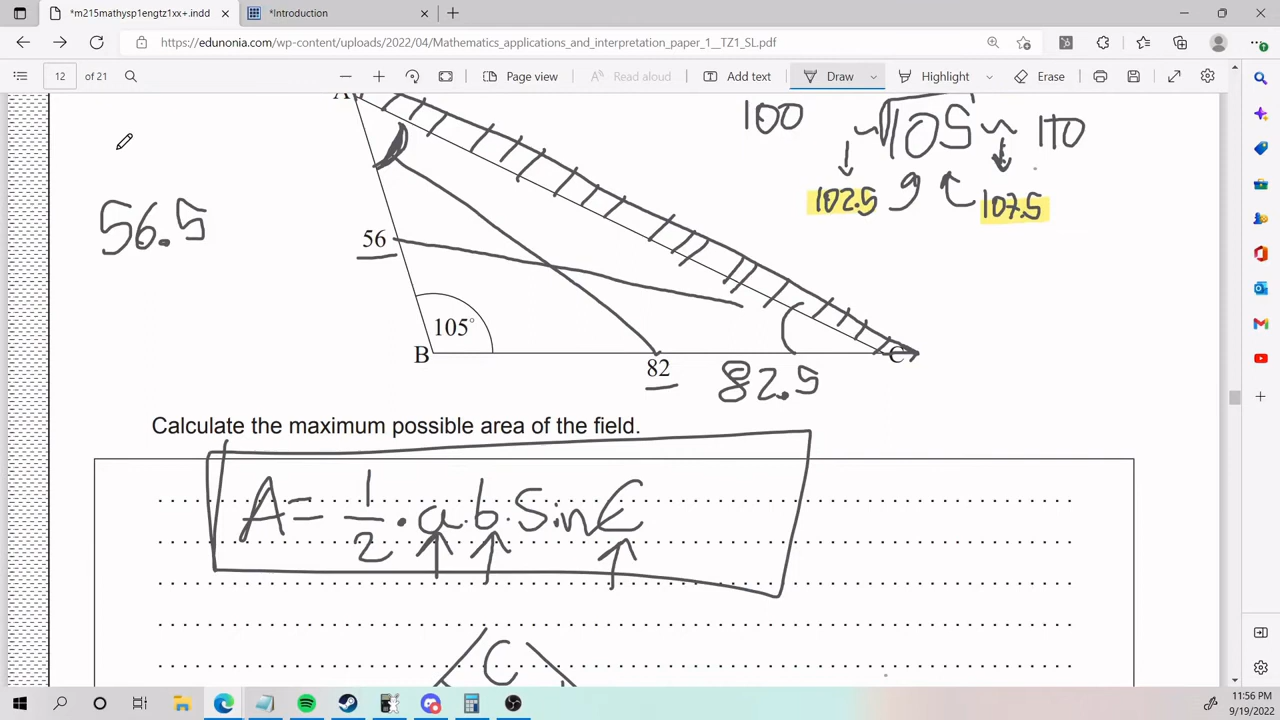 *m215mathysp1engtz1xx+.indd
*Introduction
https://edunonia.com/wp-content/uploads/2022/04/Mathematics_applications_and_interpretation_paper_1__TZ1_SL.pdf
12 of 21
Page view
Read aloud
Add text
Draw
Highlight
Erase
A
100
105
110
102.5
107.5
56.5
56
105°
B
C
82
82.5
Calculate the maximum possible area of the field.
A = 1/2 · a · b · sin C
C
11:56 PM
9/19/2022